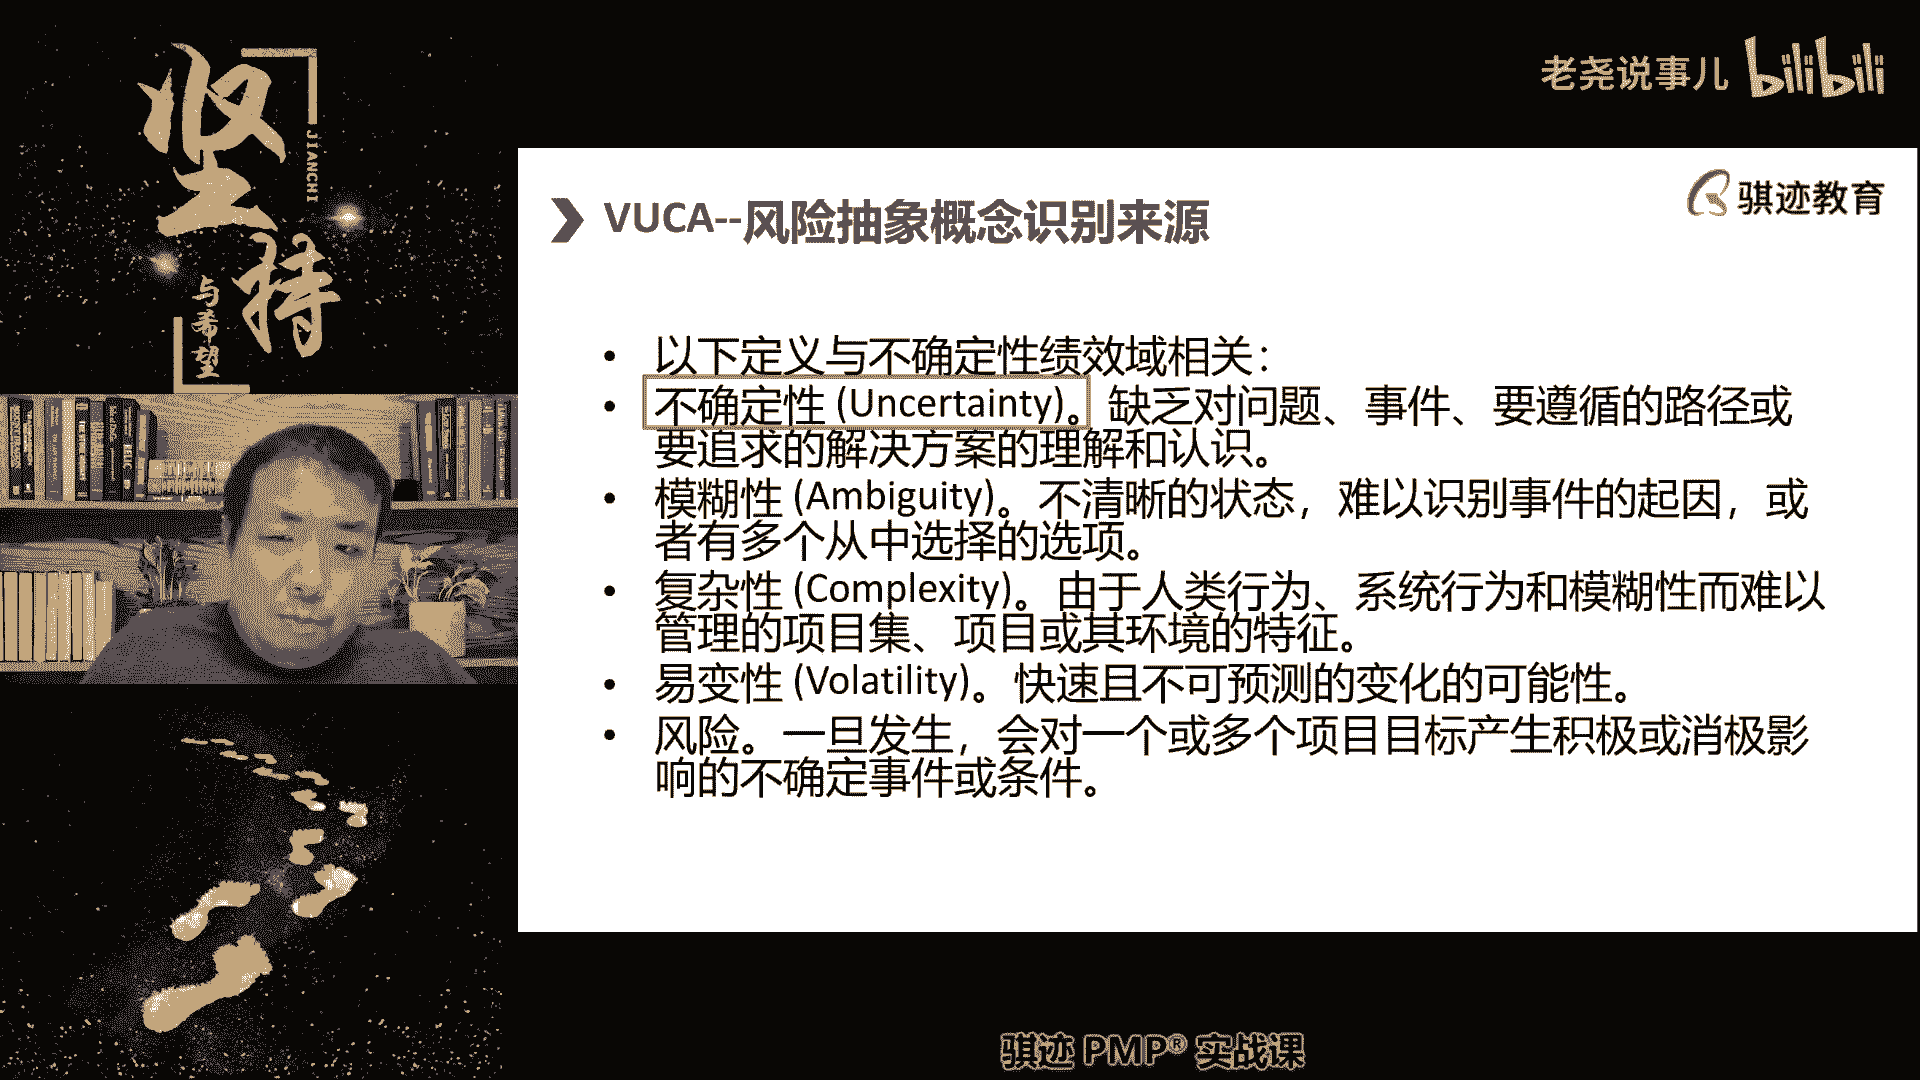 坚持
JIANCHI
与希望
老尧说事儿 bilibili
骐迹教育
VUCA--风险抽象概念识别来源
• 以下定义与不确定性绩效域相关：
• 不确定性 (Uncertainty)。缺乏对问题、事件、要遵循的路径或
要追求的解决方案的理解和认识。
• 模糊性 (Ambiguity)。不清晰的状态，难以识别事件的起因，或
者有多个从中选择的选项。
• 复杂性 (Complexity)。由于人类行为、系统行为和模糊性而难以
管理的项目集、项目或其环境的特征。
• 易变性 (Volatility)。快速且不可预测的变化的可能性。
• 风险。一旦发生，会对一个或多个项目目标产生积极或消极影
响的不确定事件或条件。
骐迹 PMP® 实战课